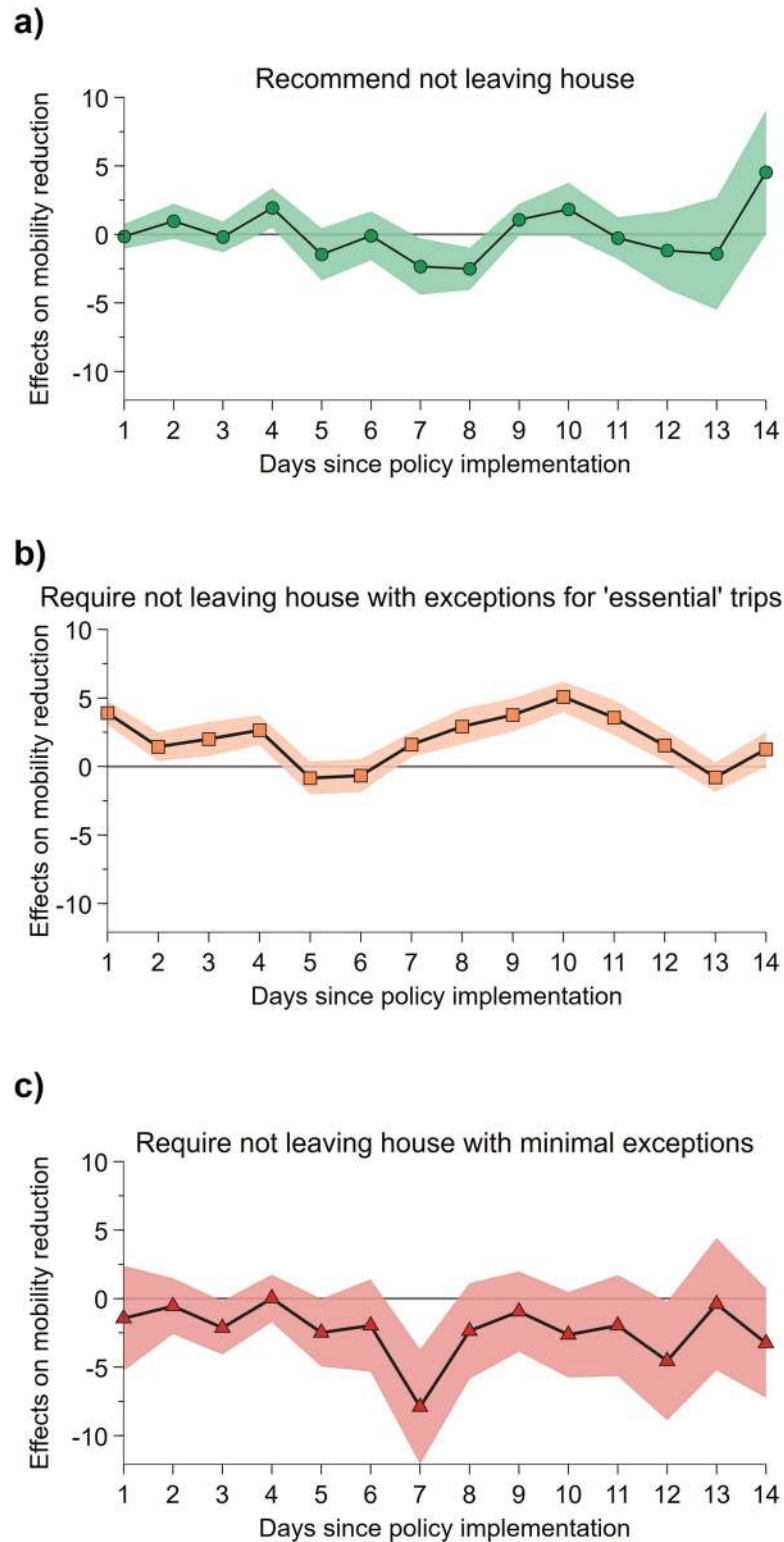 a)
Recommend not leaving house
10
5
0
-5
-10
Effects on mobility reduction
1 2 3 4 5 6 7 8 9 10 11 12 13 14
Days since policy implementation
b)
Require not leaving house with exceptions for 'essential' trips
10
5
0
-5
-10
Effects on mobility reduction
1 2 3 4 5 6 7 8 9 10 11 12 13 14
Days since policy implementation
c)
Require not leaving house with minimal exceptions
10
5
0
-5
-10
Effects on mobility reduction
1 2 3 4 5 6 7 8 9 10 11 12 13 14
Days since policy implementation